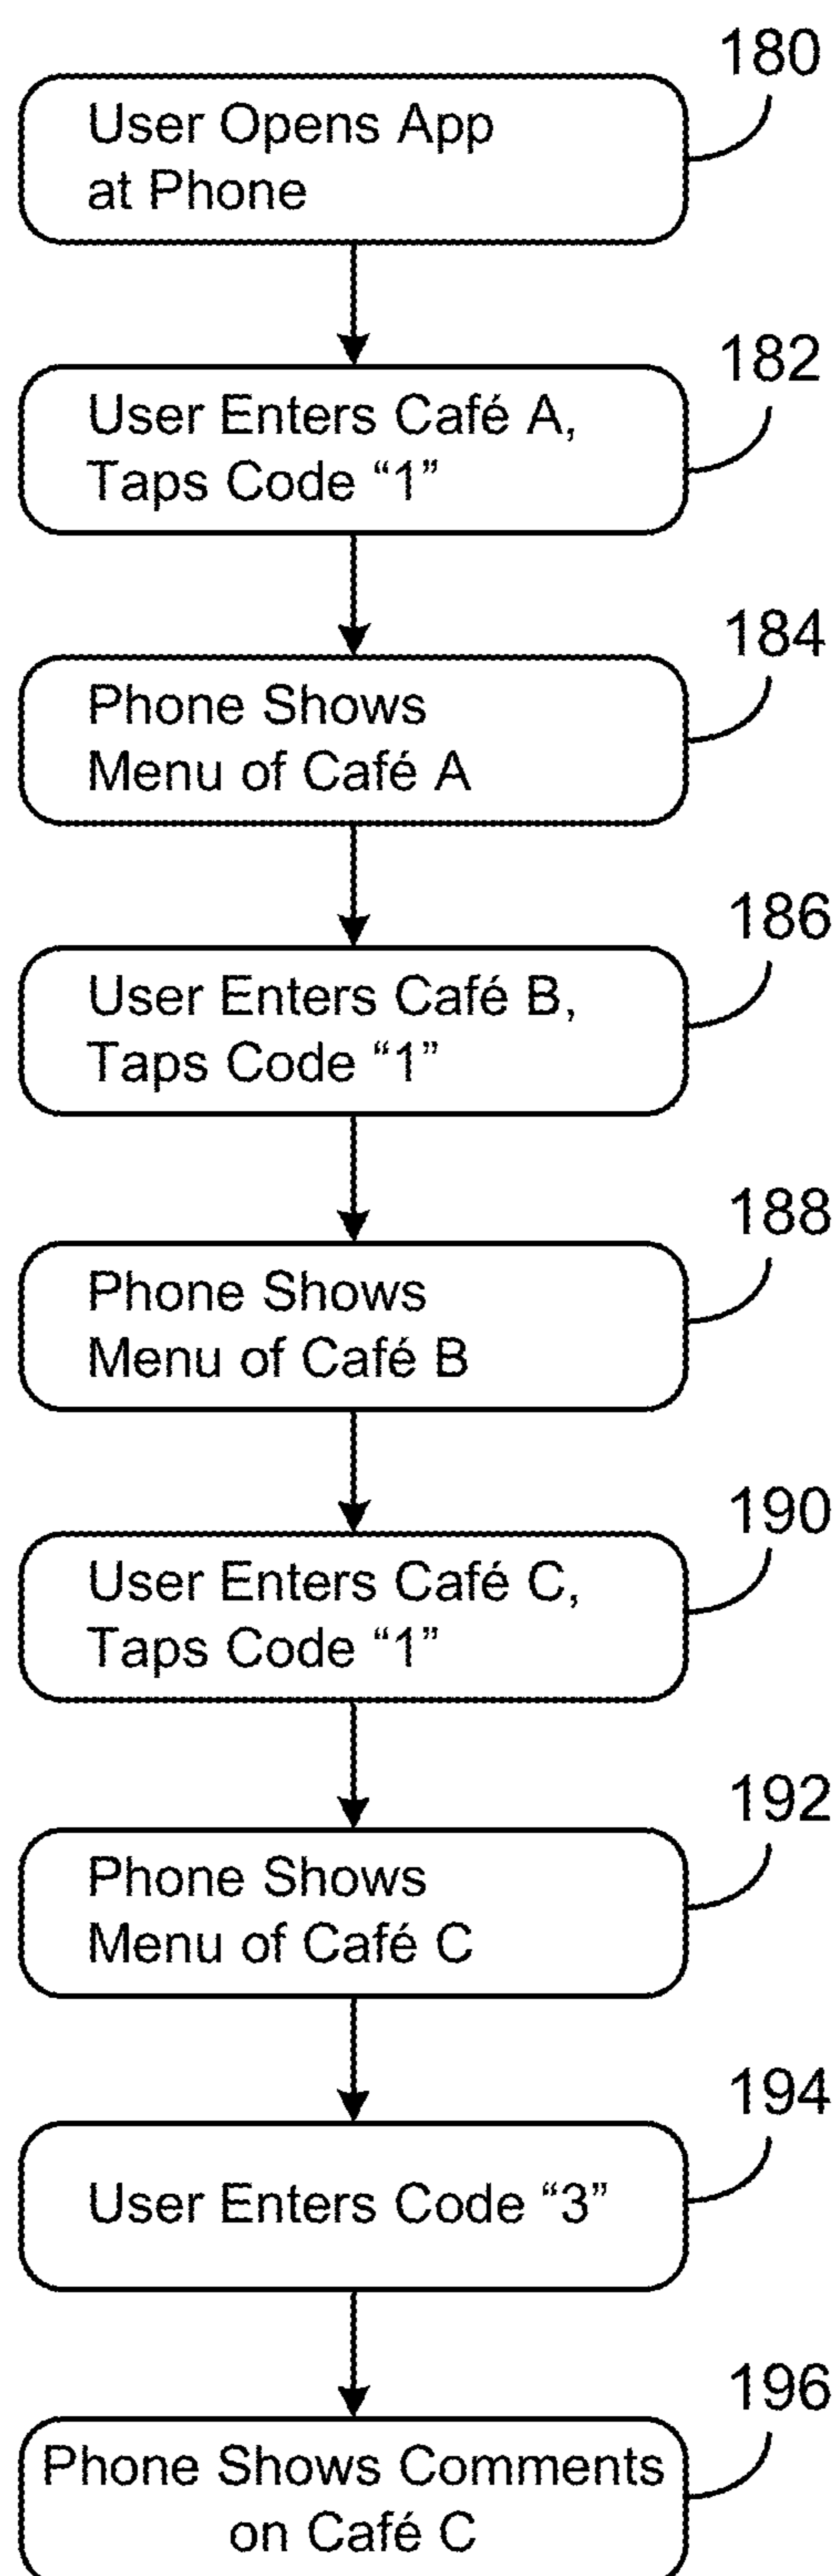 180
User Opens App
at Phone
182
User Enters Café A,
Taps Code “1”
184
Phone Shows
Menu of Café A
186
User Enters Café B,
Taps Code “1”
188
Phone Shows
Menu of Café B
190
User Enters Café C,
Taps Code “1”
192
Phone Shows
Menu of Café C
194
User Enters Code “3”
196
Phone Shows Comments
on Café C